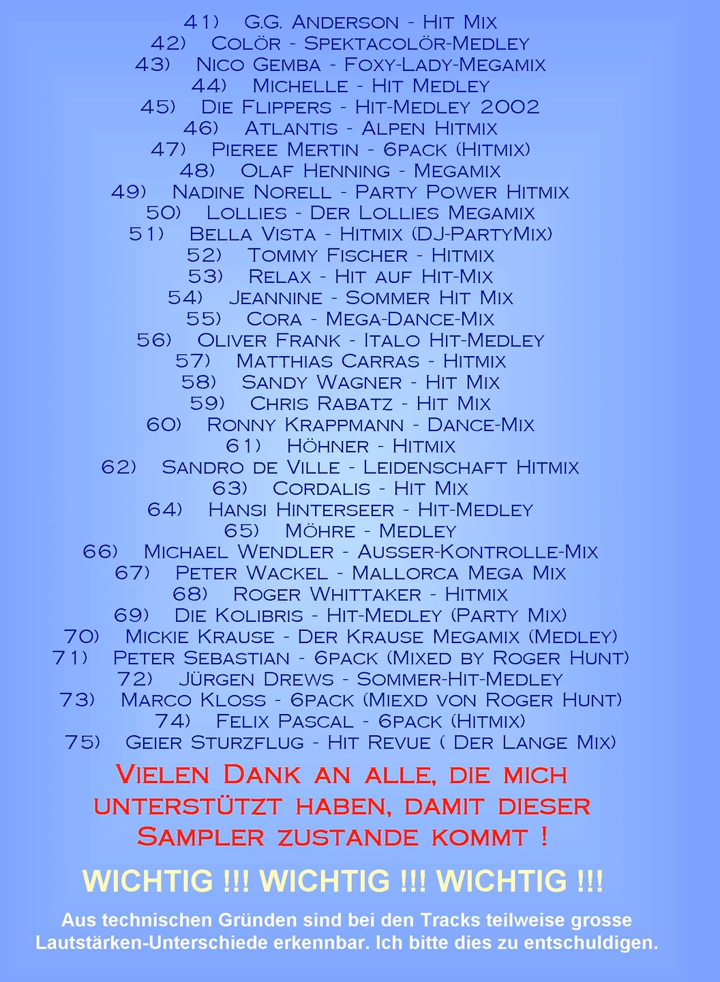 41) G.G. Anderson - Hit Mix
42) Colör - Spektacolör-Medley
43) Nico Gemba - Foxy-Lady-Megamix
44) Michelle - Hit Medley
45) Die Flippers - Hit-Medley 2002
46) Atlantis - Alpen Hitmix
47) Pieree Mertin - 6pack (Hitmix)
48) Olaf Henning - Megamix
49) Nadine Norell - Party Power Hitmix
50) Lollies - Der Lollies Megamix
51) Bella Vista - Hitmix (DJ-PartyMix)
52) Tommy Fischer - Hitmix
53) Relax - Hit auf Hit-Mix
54) Jeannine - Sommer Hit Mix
55) Cora - Mega-Dance-Mix
56) Oliver Frank - Italo Hit-Medley
57) Matthias Carras - Hitmix
58) Sandy Wagner - Hit Mix
59) Chris Rabatz - Hit Mix
60) Ronny Krappmann - Dance-Mix
61) Höhner - Hitmix
62) Sandro de Ville - Leidenschaft Hitmix
63) Cordalis - Hit Mix
64) Hansi Hinterseer - Hit-Medley
65) Möhre - Medley
66) Michael Wendler - Ausser-Kontrolle-Mix
67) Peter Wackel - Mallorca Mega Mix
68) Roger Whittaker - Hitmix
69) Die Kolibris - Hit-Medley (Party Mix)
70) Mickie Krause - Der Krause Megamix (Medley)
71) Peter Sebastian - 6pack (Mixed by Roger Hunt)
72) Jürgen Drews - Sommer-Hit-Medley
73) Marco Kloss - 6pack (Miexd von Roger Hunt)
74) Felix Pascal - 6pack (Hitmix)
75) Geier Sturzflug - Hit Revue ( Der Lange Mix)
Vielen Dank an alle, die mich
unterstützt haben, damit dieser
Sampler zustande kommt !
WICHTIG !!! WICHTIG !!! WICHTIG !!!
Aus technischen Gründen sind bei den Tracks teilweise grosse
Lautstärken-Unterschiede erkennbar. Ich bitte dies zu entschuldigen.